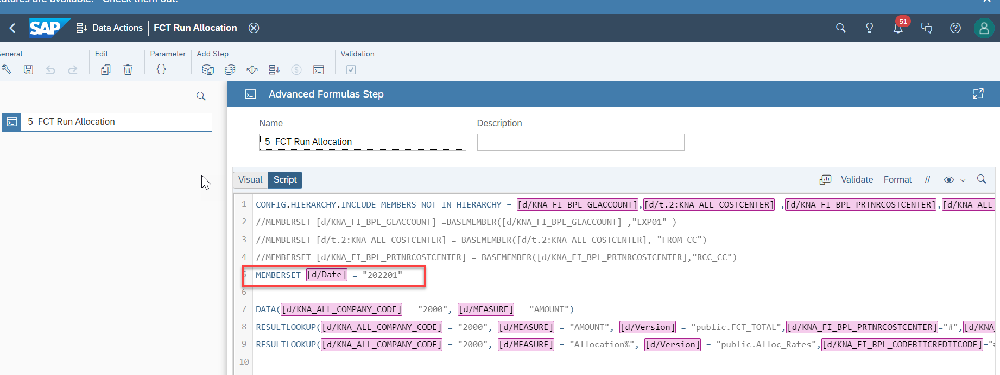 eatures are available. Check them out.
SAP Data Actions FCT Run Allocation 51
eneral Edit Parameter Add Step Validation
Advanced Formulas Step
5_FCT Run Allocation
Name Description
5_FCT Run Allocation
Visual Script Validate Format //
1 CONFIG.HIERARCHY.INCLUDE_MEMBERS_NOT_IN_HIERARCHY = [d/KNA_FI_BPL_GLACCOUNT],[d/t.2:KNA_ALL_COSTCENTER] ,[d/KNA_FI_BPL_PRTNRCOSTCENTER],[d/KNA_ALL_
2 //MEMBERSET [d/KNA_FI_BPL_GLACCOUNT] =BASEMEMBER([d/KNA_FI_BPL_GLACCOUNT] ,"EXP01" )
3 //MEMBERSET [d/t.2:KNA_ALL_COSTCENTER] = BASEMEMBER([d/t.2:KNA_ALL_COSTCENTER], "FROM_CC")
4 //MEMBERSET [d/KNA_FI_BPL_PRTNRCOSTCENTER] = BASEMEMBER([d/KNA_FI_BPL_PRTNRCOSTCENTER],"RCC_CC")
5 MEMBERSET [d/Date] = "202201"
6
7 DATA([d/KNA_ALL_COMPANY_CODE] = "2000", [d/MEASURE] = "AMOUNT") =
8 RESULTLOOKUP([d/KNA_ALL_COMPANY_CODE] = "2000", [d/MEASURE] = "AMOUNT", [d/Version] = "public.FCT_TOTAL",[d/KNA_FI_BPL_PRTNRCOSTCENTER]="#",[d/KNA_
9 RESULTLOOKUP([d/KNA_ALL_COMPANY_CODE] = "2000", [d/MEASURE] = "Allocation%", [d/Version] = "public.Alloc_Rates",[d/KNA_FI_BPL_CODEBITCREDITCODE]="#
10